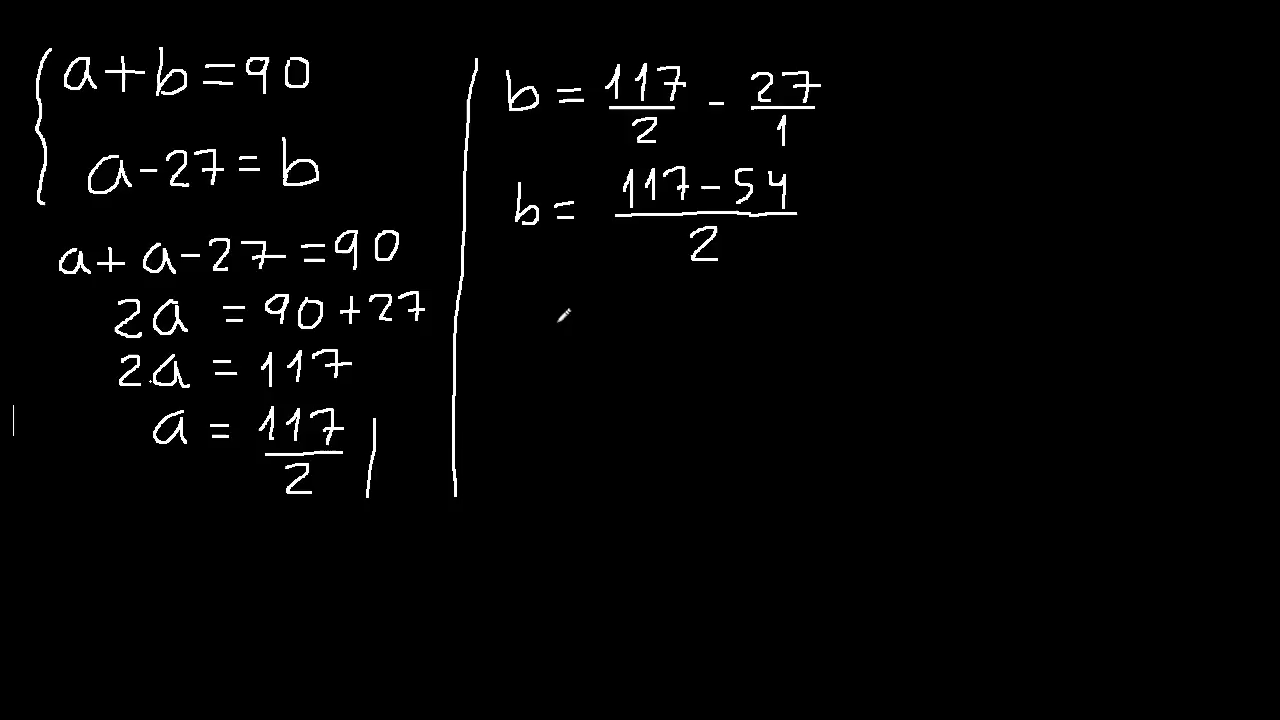 a+b=90
a-27=b
a+a-27=90
2a=90+27
2a=117
a=117/2
b=117/2-27/1
b=(117-54)/2